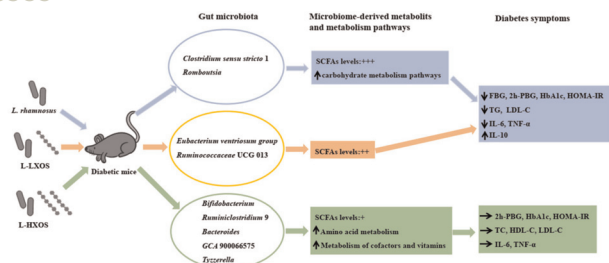 Gut microbiota
Microbiome-derived metabolits
and metabolism pathways
Diabetes symptoms
Clostridium sensu stricto 1
Romboutsia
SCFAs levels:+++
↑carbohydrate metabolism pathways
L. rhamnosus
L-LXOS
L-HXOS
Diabetic mice
Eubacterium ventriosum group
Ruminococcaceae UCG 013
SCFAs levels:++
↓ FBG, 2h-PBG, HbA1c, HOMA-IR
↓TG, LDL-C
↓IL-6, TNF-α
↑IL-10
Bifidobacterium
Ruminiclostridium 9
Bacteroides
GCA 900066575
Tyzzerella
SCFAs levels:+
↑Amino acid metabolism
↑Metabolism of cofactors and vitamins
→ 2h-PBG, HbA1c, HOMA-IR
→ TC, HDL-C, LDL-C
→ IL-6, TNF-α